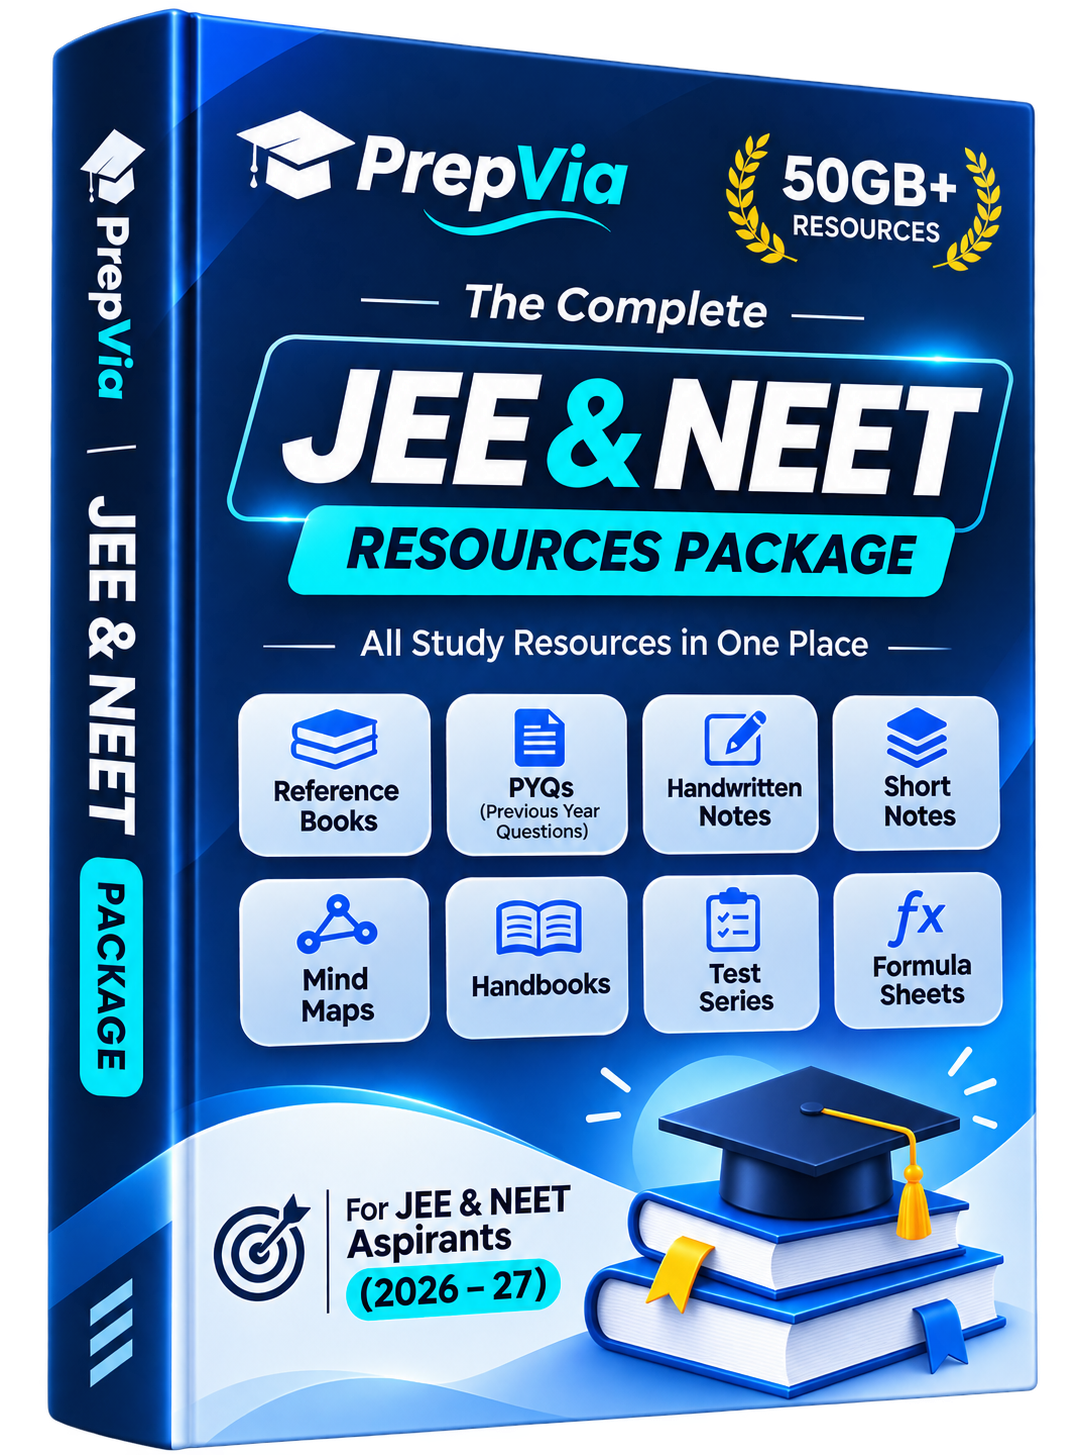 PrepVia | JEE & NEET PACKAGE
PrepVia
50GB+
RESOURCES
The Complete
JEE & NEET
RESOURCES PACKAGE
All Study Resources in One Place
Reference
Books
PYQs
(Previous Year
Questions)
Handwritten
Notes
Short
Notes
Mind
Maps
Handbooks
Test
Series
fx
Formula
Sheets
For JEE & NEET
Aspirants
(2026 – 27)